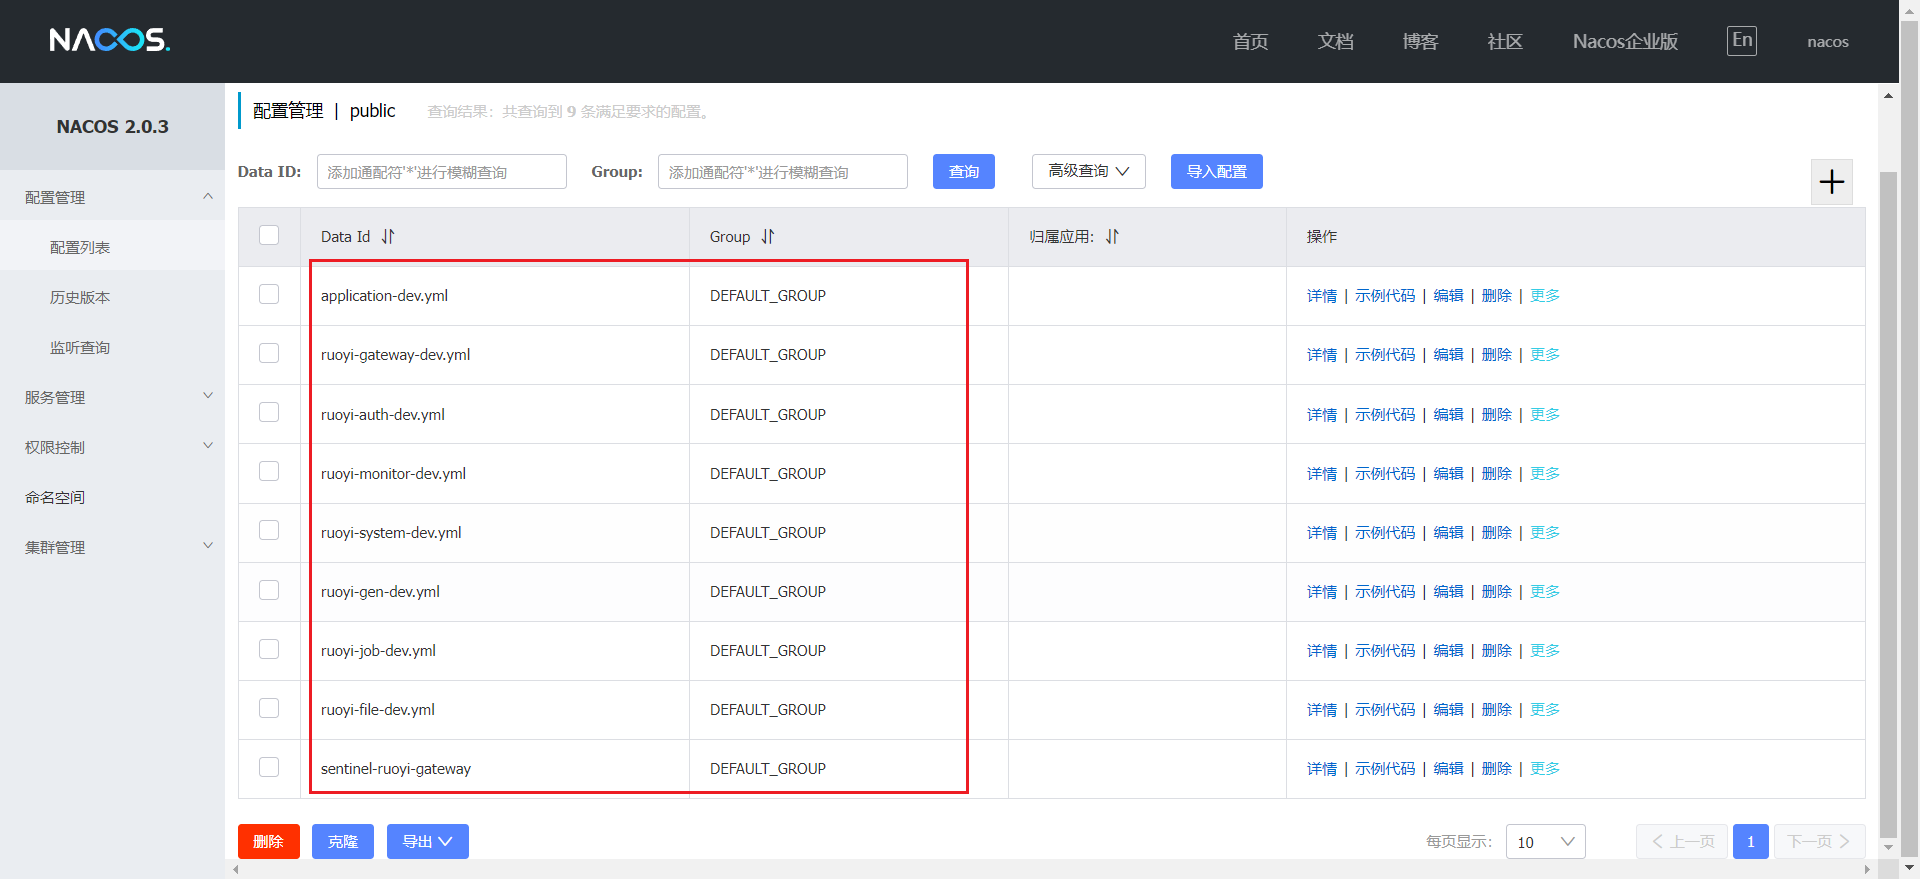 NACOS.
首页 文档 博客 社区 Nacos企业版 En nacos
NACOS 2.0.3
配置管理
配置列表
历史版本
监听查询
服务管理
权限控制
命名空间
集群管理
配置管理 | public 查询结果：共查询到 9 条满足要求的配置。
Data ID: 添加通配符'*'进行模糊查询 Group: 添加通配符'*'进行模糊查询 查询 高级查询 导入配置
Data Id Group 归属应用: 操作
application-dev.yml DEFAULT_GROUP 详情 | 示例代码 | 编辑 | 删除 | 更多
ruoyi-gateway-dev.yml DEFAULT_GROUP 详情 | 示例代码 | 编辑 | 删除 | 更多
ruoyi-auth-dev.yml DEFAULT_GROUP 详情 | 示例代码 | 编辑 | 删除 | 更多
ruoyi-monitor-dev.yml DEFAULT_GROUP 详情 | 示例代码 | 编辑 | 删除 | 更多
ruoyi-system-dev.yml DEFAULT_GROUP 详情 | 示例代码 | 编辑 | 删除 | 更多
ruoyi-gen-dev.yml DEFAULT_GROUP 详情 | 示例代码 | 编辑 | 删除 | 更多
ruoyi-job-dev.yml DEFAULT_GROUP 详情 | 示例代码 | 编辑 | 删除 | 更多
ruoyi-file-dev.yml DEFAULT_GROUP 详情 | 示例代码 | 编辑 | 删除 | 更多
sentinel-ruoyi-gateway DEFAULT_GROUP 详情 | 示例代码 | 编辑 | 删除 | 更多
删除 克隆 导出 每页显示: 10 上一页 1 下一页